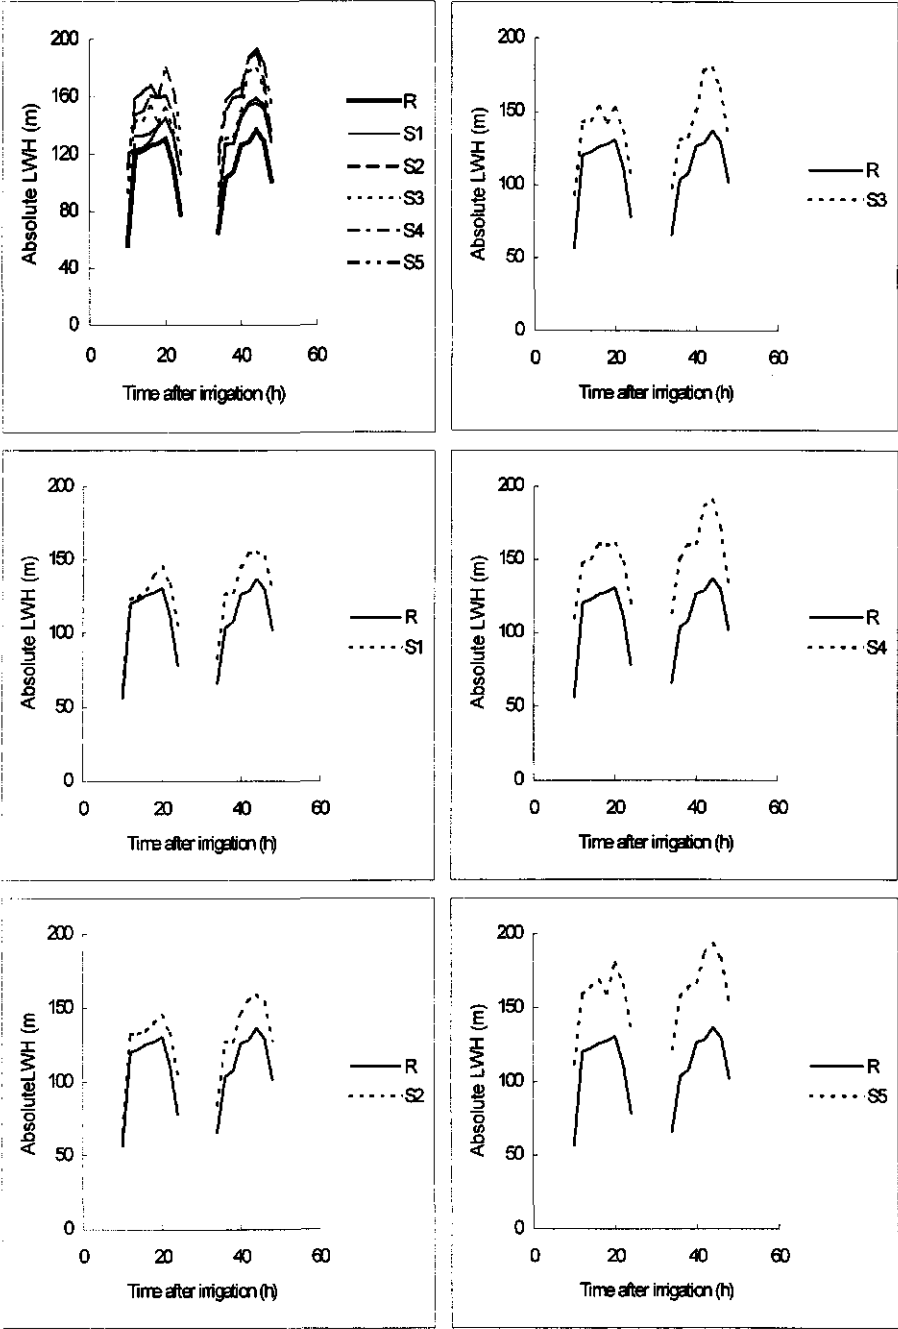 200
160
120
80
40
0
Absolute LWH (m)
0 20 40 60
Time after irrigation (h)
R
S1
S2
S3
S4
S5
200
150
100
50
0
Absolute LWH (m)
0 20 40 60
Time after irrigation (h)
R
S3
200
150
100
50
0
Absolute LWH (m)
0 20 40 60
Time after irrigation (h)
R
S1
200
150
100
50
0
Absolute LWH (m)
0 20 40 60
Time after irrigation (h)
R
S4
200
150
100
50
0
AbsoluteLWH (m
0 20 40 60
Time after irrigation (h)
R
S2
200
150
100
50
0
Absolute LWH (m)
0 20 40 60
Time after irrigation (h)
R
S5